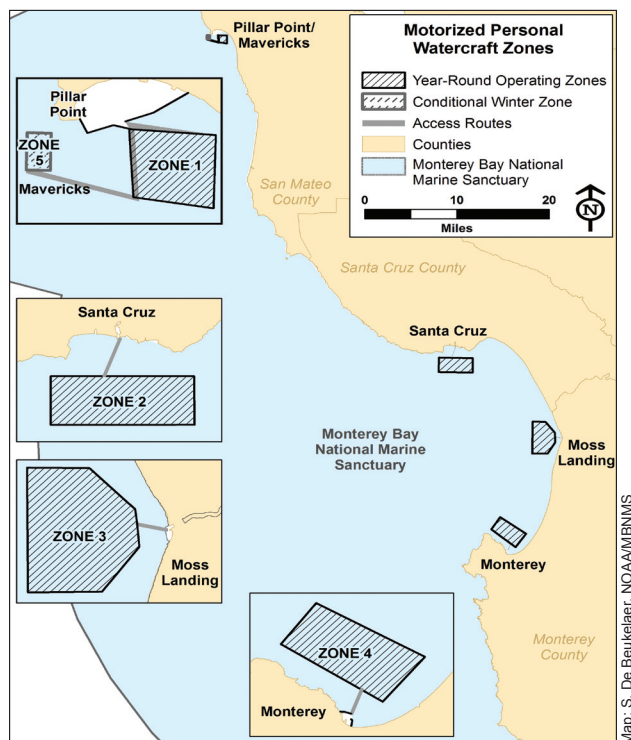 Pillar Point/
Mavericks
Motorized Personal
Watercraft Zones
Year-Round Operating Zones
Conditional Winter Zone
Access Routes
Counties
Monterey Bay National
Marine Sanctuary
0 10 20
Miles
N
Pillar
Point
ZONE
5
ZONE 1
Mavericks
San Mateo
County
Santa Cruz County
Santa Cruz
ZONE 2
Santa Cruz
Monterey Bay
National Marine
Sanctuary
Moss
Landing
ZONE 3
Moss
Landing
Monterey
ZONE 4
Monterey
Monterey
County
Map: S. De Beukelaer, NOAA/MBNMS